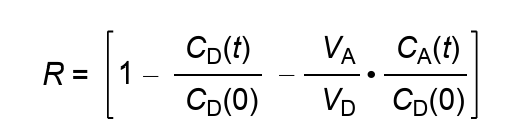 R = [ 1 − C_D(t) / C_D(0) − V_A / V_D • C_A(t) / C_D(0) ]